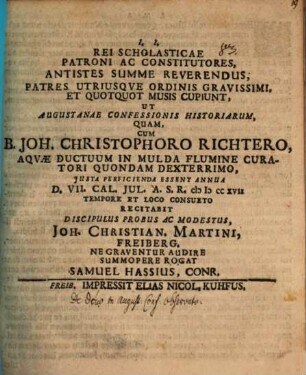 I, I,
REI SCHOLASTICAE
PATRONI AC CONSTITUTORES,
ANTISTES SUMME REVERENDUS;
PATRES UTRIUSQVE ORDINIS GRAVISSIMI,
ET QUOTQUOT MUSIS CUPIUNT,
UT
AUGUSTANAE CONFESSIONIS HISTORIARUM,
QUAM,
CUM
B. JOH. CHRISTOPHORO RICHTERO,
AQVÆ DUCTUUM IN MULDA FLUMINE CURA-
TORI QUONDAM DEXTERRIMO,
JUSTA PERFICIENDA ESSENT ANNUA
D. VII. CAL. JUL. A. S. R. cIɔ Iɔ cc XVII
TEMPORE ET LOCO CONSUETO
RECITABIT
DISCIPULUS PROBUS AC MODESTUS,
JOH. CHRISTIAN. MARTINI,
FREIBERG,
NE GRAVENTUR AUDIRE
SUMMOPERE ROGAT
SAMUEL HASSIUS, CONR.
FREIB. IMPRESSIT ELIAS NICOL, KUHFUS.